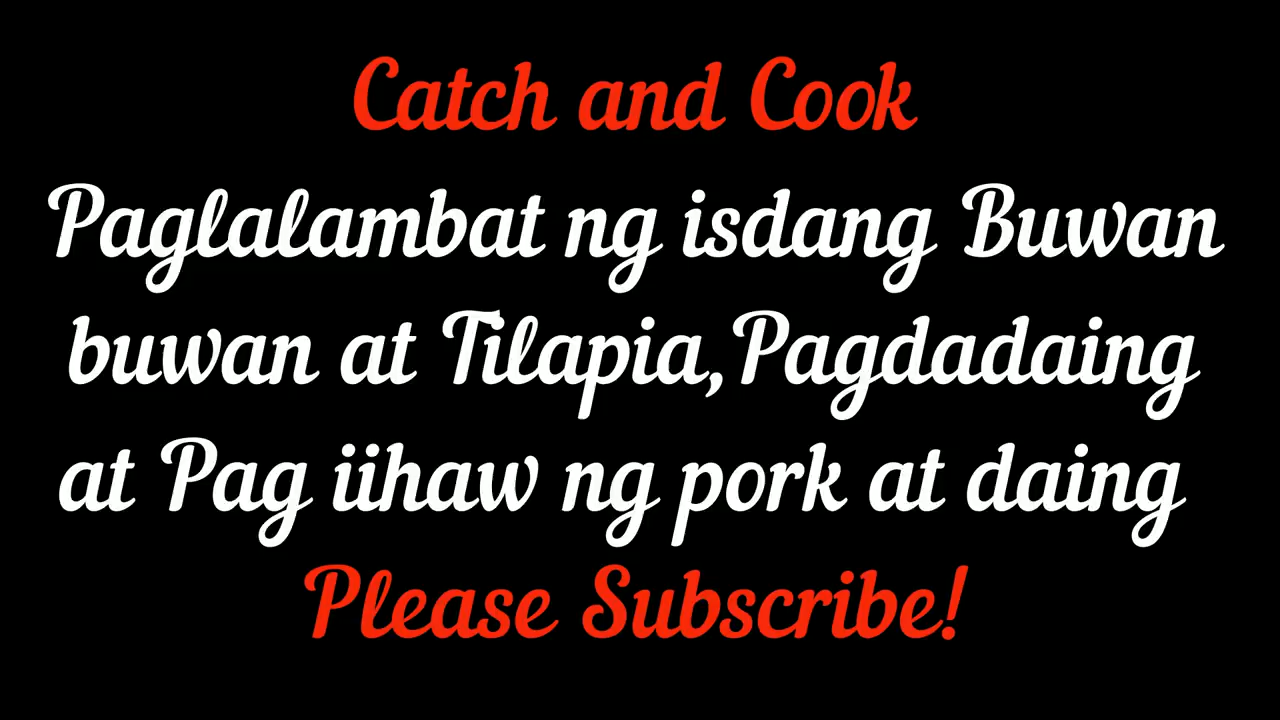 Catch and Cook
Paglalambat ng isdang Buwan
buwan at Tilapia,Pagdadaing
at Pag iihaw ng pork at daing
Please Subscribe!